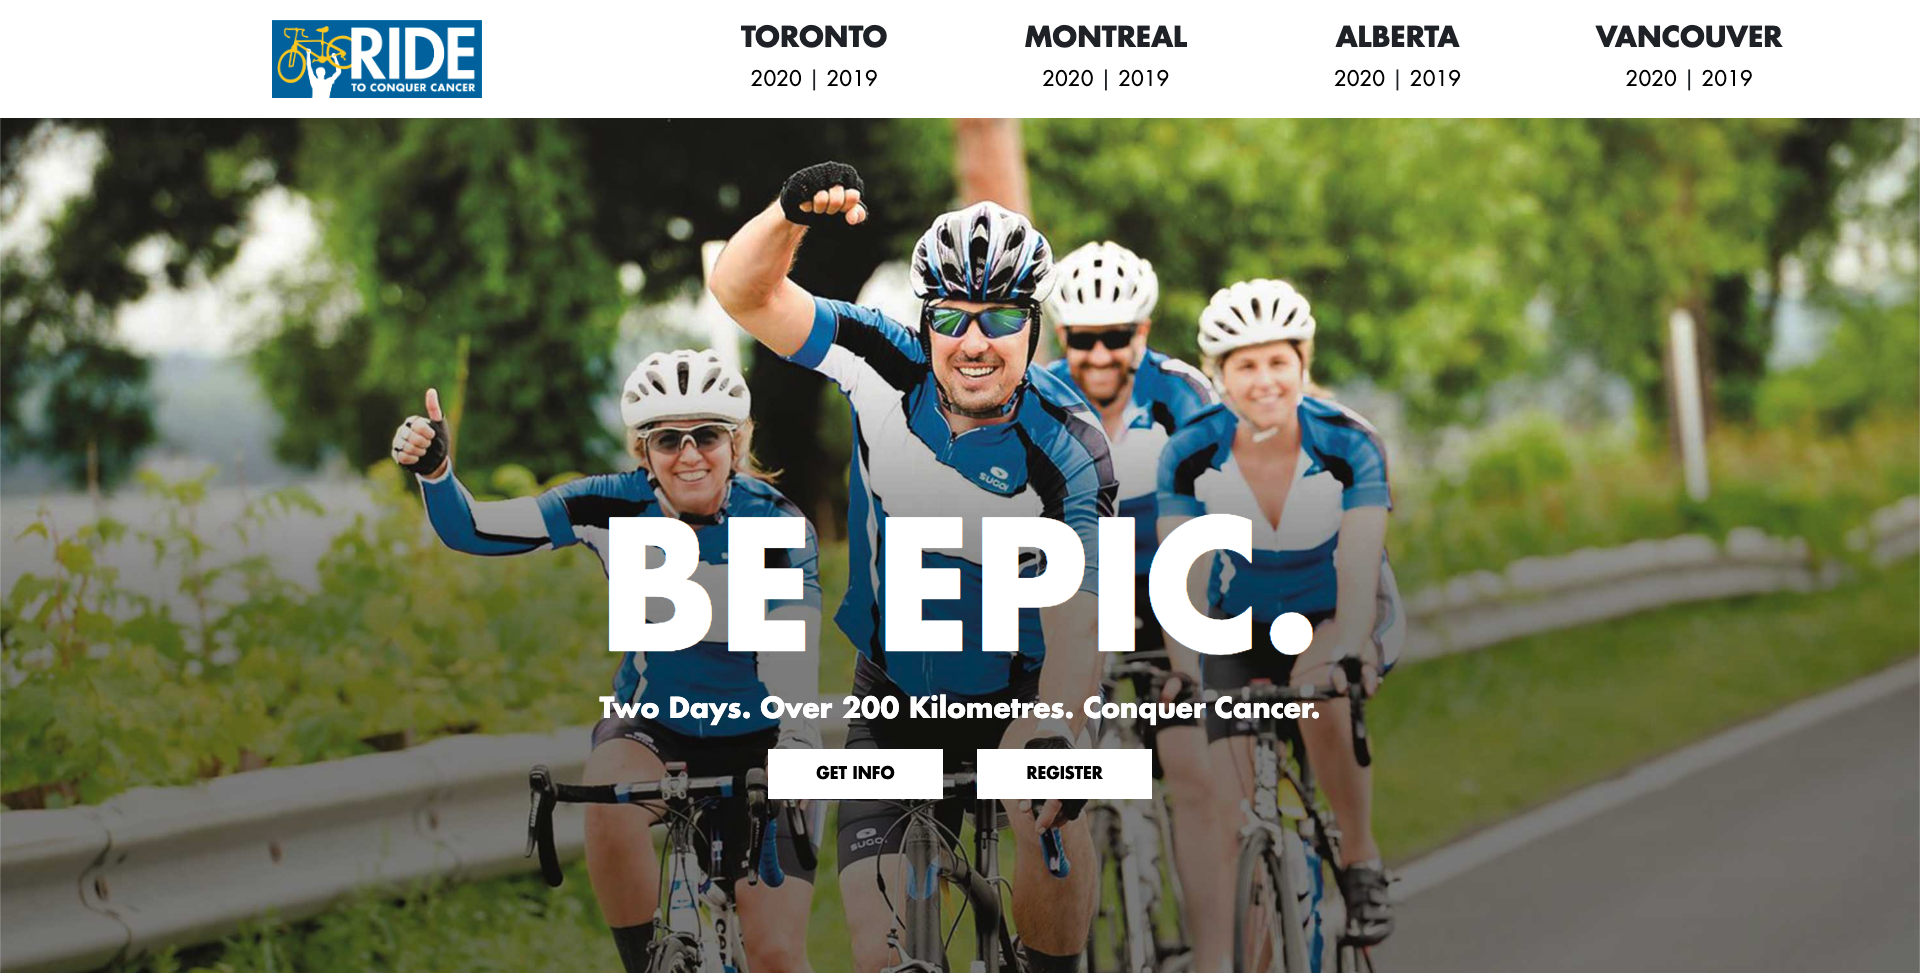 RIDE
TO CONQUER CANCER
TORONTO
2020 | 2019
MONTREAL
2020 | 2019
ALBERTA
2020 | 2019
VANCOUVER
2020 | 2019
SUGOI
BE EPIC.
Two Days. Over 200 Kilometres. Conquer Cancer.
GET INFO
REGISTER
SUGOI